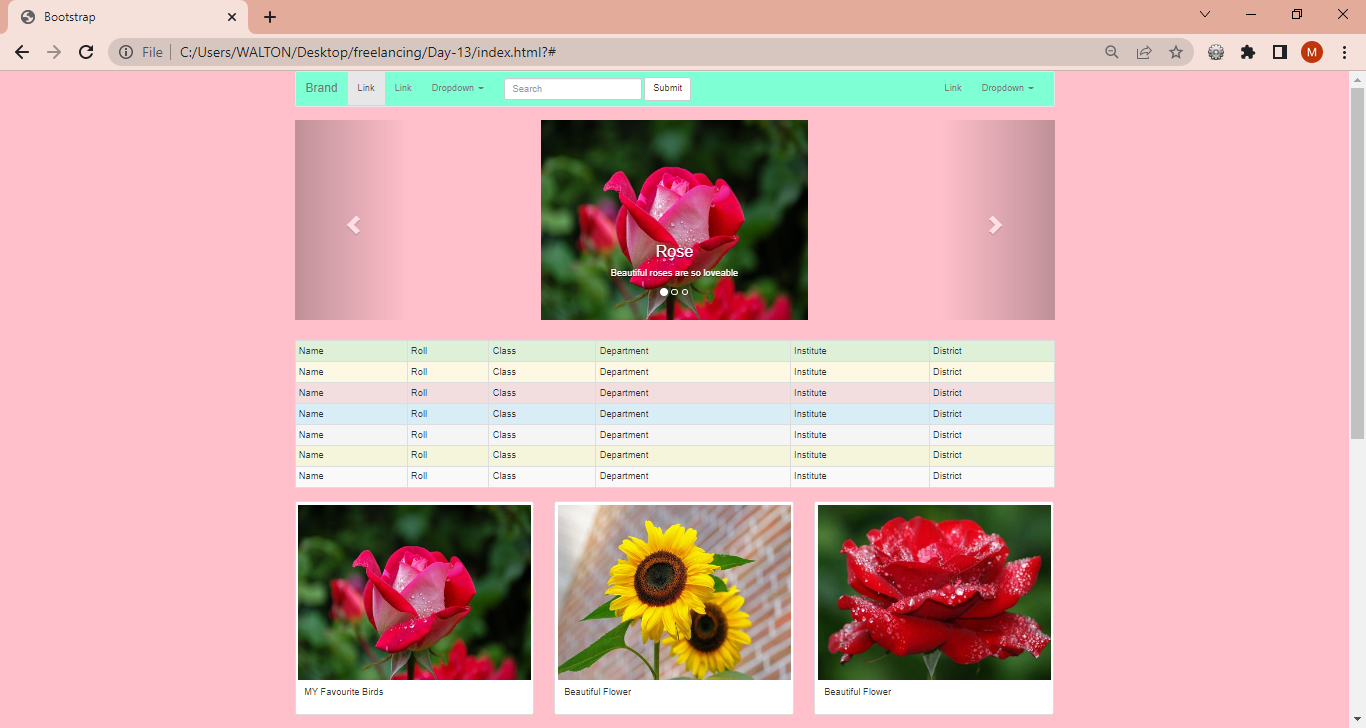 Bootstrap
File C:/Users/WALTON/Desktop/freelancing/Day-13/index.html?# M
Brand Link Link Dropdown Search Submit Link Dropdown
Rose
Beautiful roses are so loveable
Name Roll Class Department Institute District
Name Roll Class Department Institute District
Name Roll Class Department Institute District
Name Roll Class Department Institute District
Name Roll Class Department Institute District
Name Roll Class Department Institute District
Name Roll Class Department Institute District
MY Favourite Birds Beautiful Flower Beautiful Flower